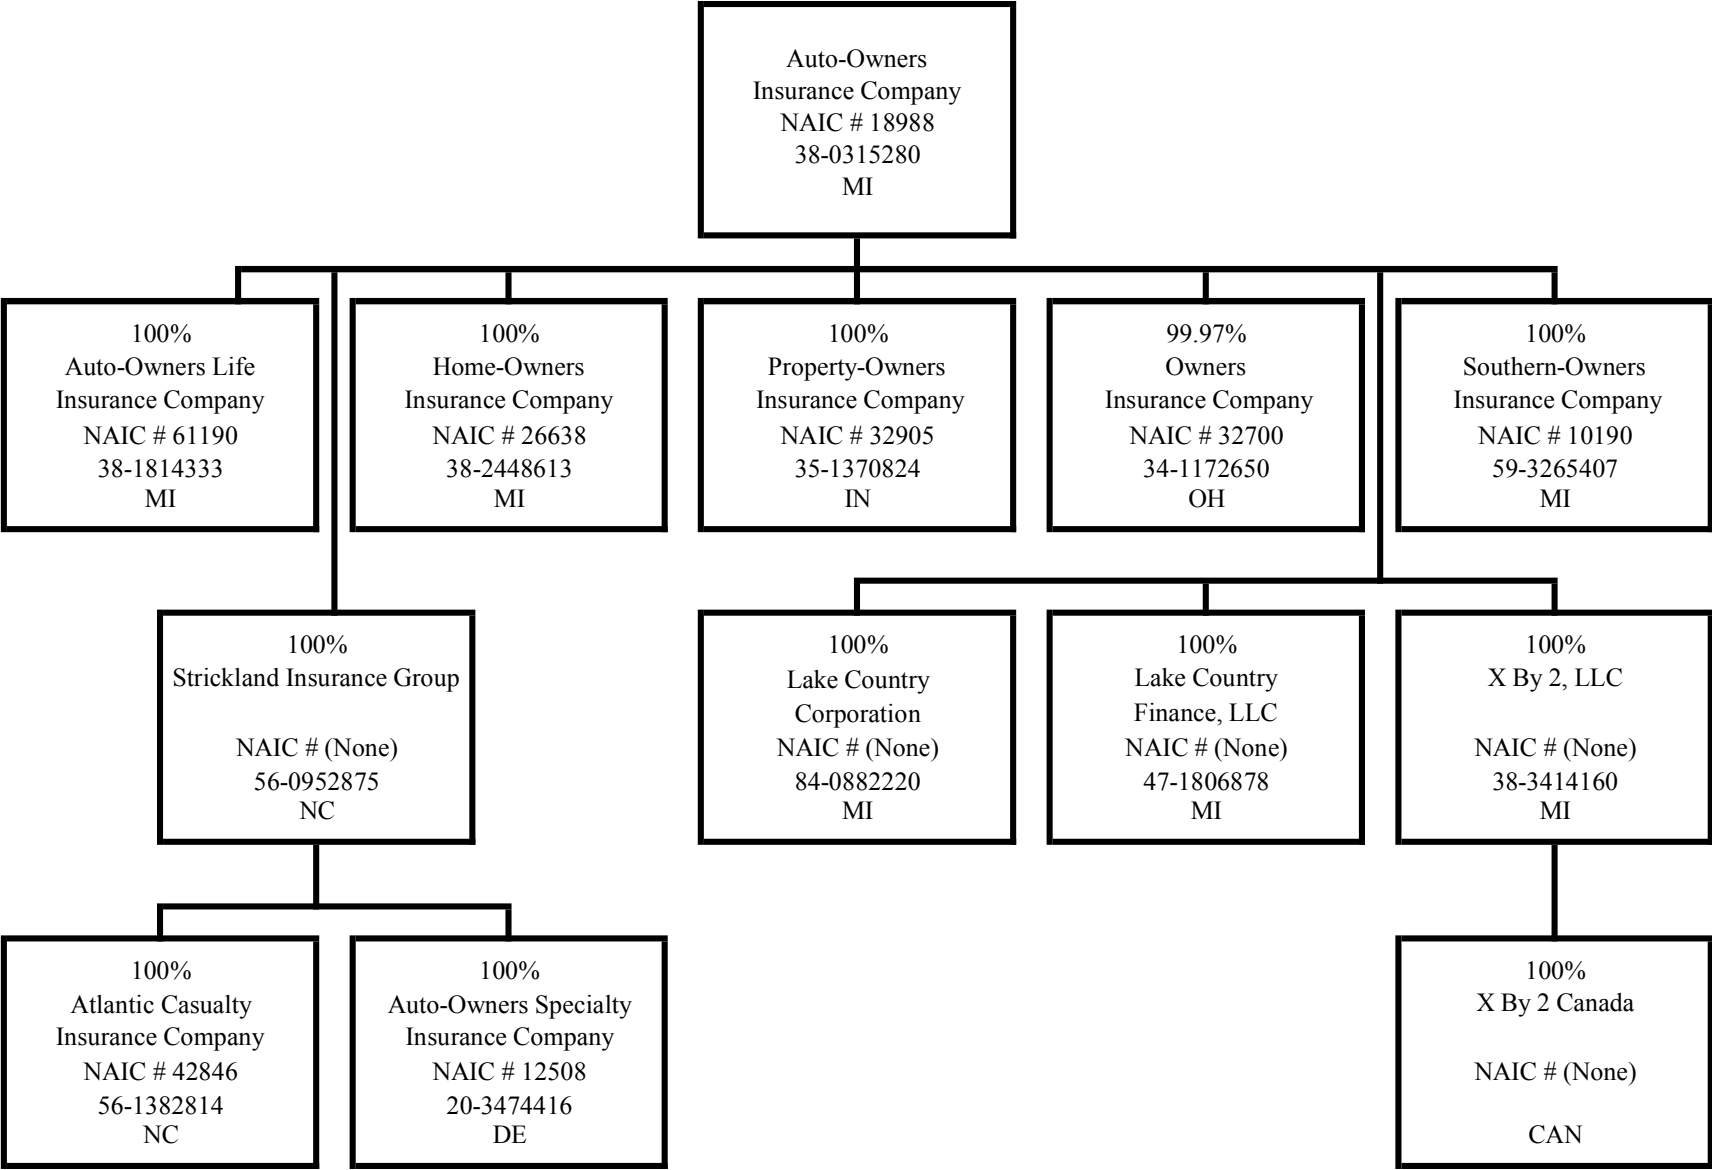 Auto-Owners
Insurance Company
NAIC # 18988
38-0315280
MI
100%
Auto-Owners Life
Insurance Company
NAIC # 61190
38-1814333
MI
100%
Home-Owners
Insurance Company
NAIC # 26638
38-2448613
MI
100%
Property-Owners
Insurance Company
NAIC # 32905
35-1370824
IN
99.97%
Owners
Insurance Company
NAIC # 32700
34-1172650
OH
100%
Southern-Owners
Insurance Company
NAIC # 10190
59-3265407
MI
100%
Strickland Insurance Group
NAIC # (None)
56-0952875
NC
100%
Lake Country
Corporation
NAIC # (None)
84-0882220
MI
100%
Lake Country
Finance, LLC
NAIC # (None)
47-1806878
MI
100%
X By 2, LLC
NAIC # (None)
38-3414160
MI
100%
Atlantic Casualty
Insurance Company
NAIC # 42846
56-1382814
NC
100%
Auto-Owners Specialty
Insurance Company
NAIC # 12508
20-3474416
DE
100%
X By 2 Canada
NAIC # (None)
CAN